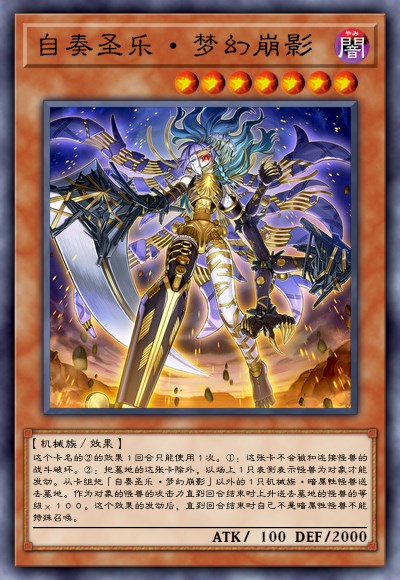 自奏圣乐·梦幻崩影
やみ
闇
【机械族/效果】
这个卡名的②的效果1回合只能使用1次。①：这张卡不会被和连接怪兽的
战斗破坏。②：把墓地的这张卡除外，以场上1只表侧表示怪兽为对象才能
发动。从卡组把「自奏圣乐·梦幻崩影」以外的1只机械族·暗属性怪兽送
去墓地。作为对象的怪兽的攻击力直到回合结束时上升送去墓地的怪兽的等
级×100。这个效果的发动后，直到回合结束时自己不是暗属性怪兽不能
特殊召唤。
ATK/ 100 DEF/2000